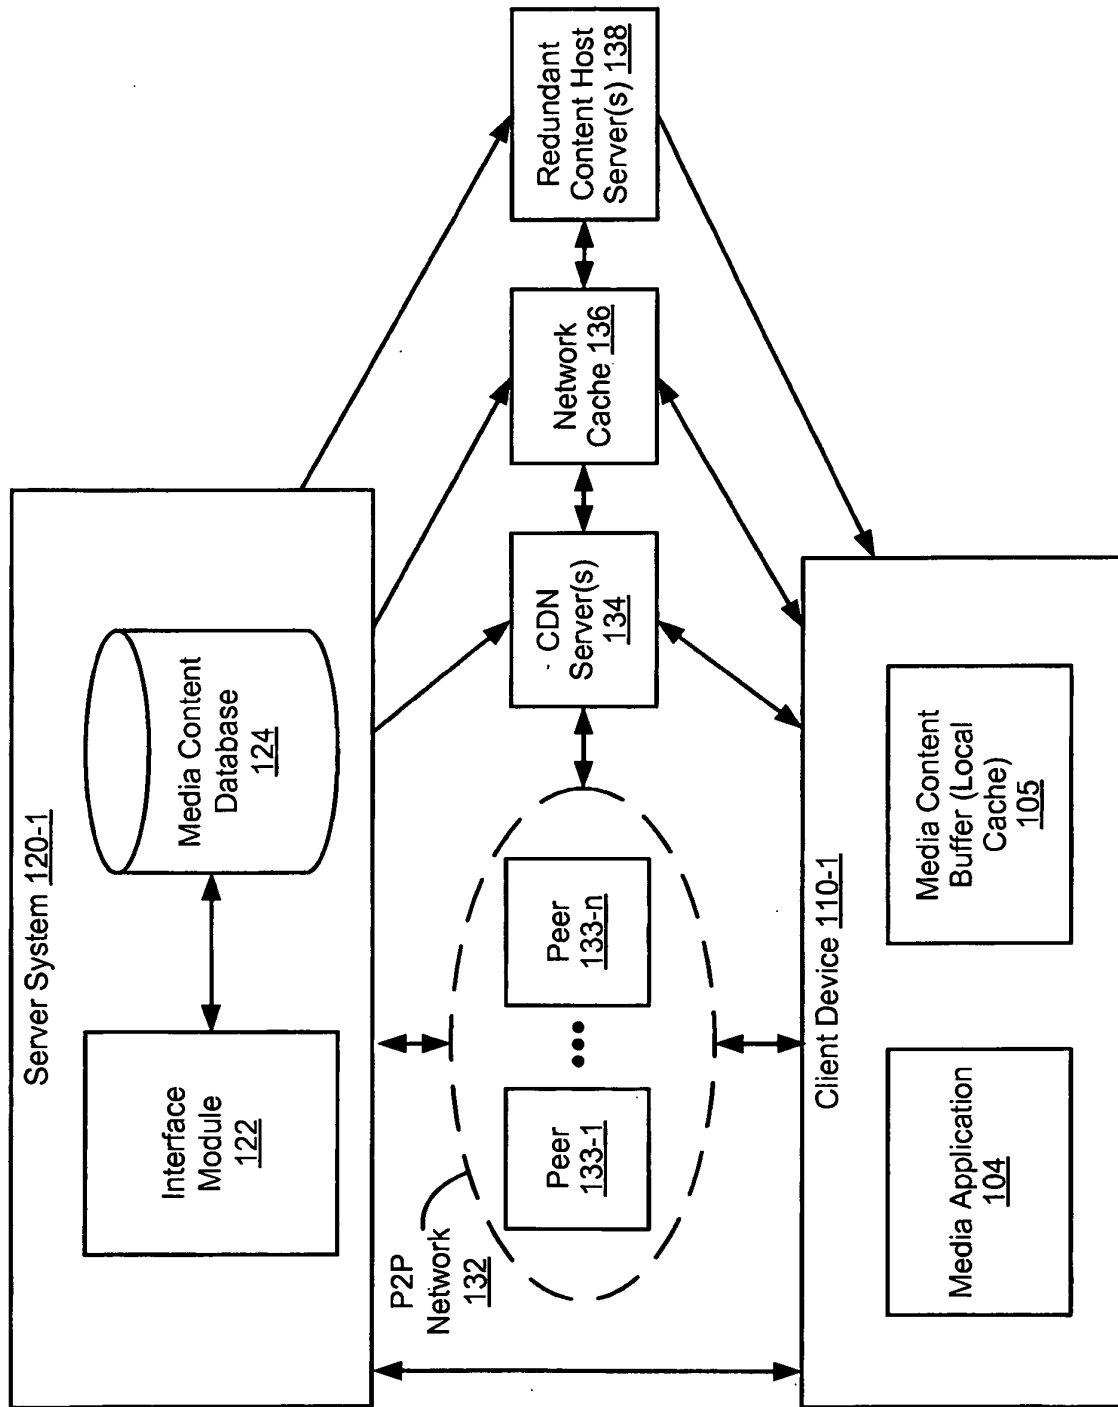 Server System 120-1
Interface
Module
122
Media Content
Database
124
P2P
Network
132
Peer
133-1
Peer
133-n
CDN
Server(s)
134
Network
Cache 136
Redundant
Content Host
Server(s) 138
Client Device 110-1
Media Application
104
Media Content
Buffer (Local
Cache)
105